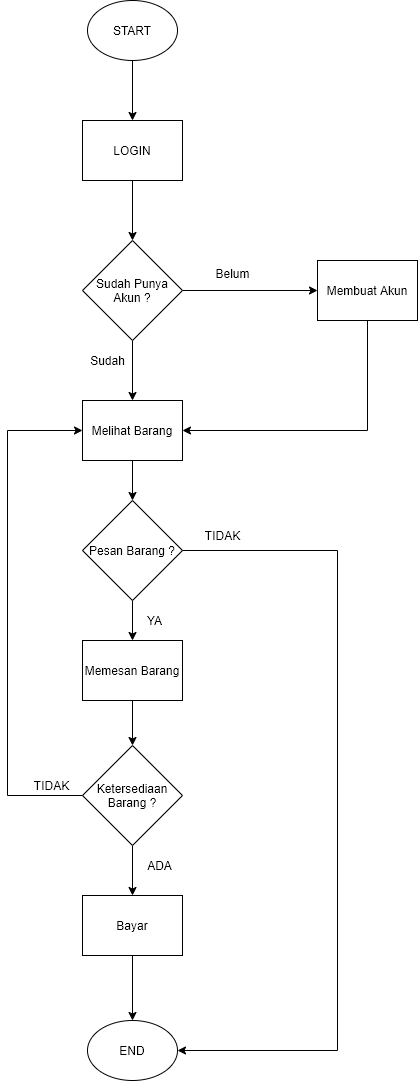 START
LOGIN
Sudah Punya
Akun ?
Belum
Membuat Akun
Sudah
Melihat Barang
Pesan Barang ?
TIDAK
YA
Memesan Barang
Ketersediaan
Barang ?
TIDAK
ADA
Bayar
END